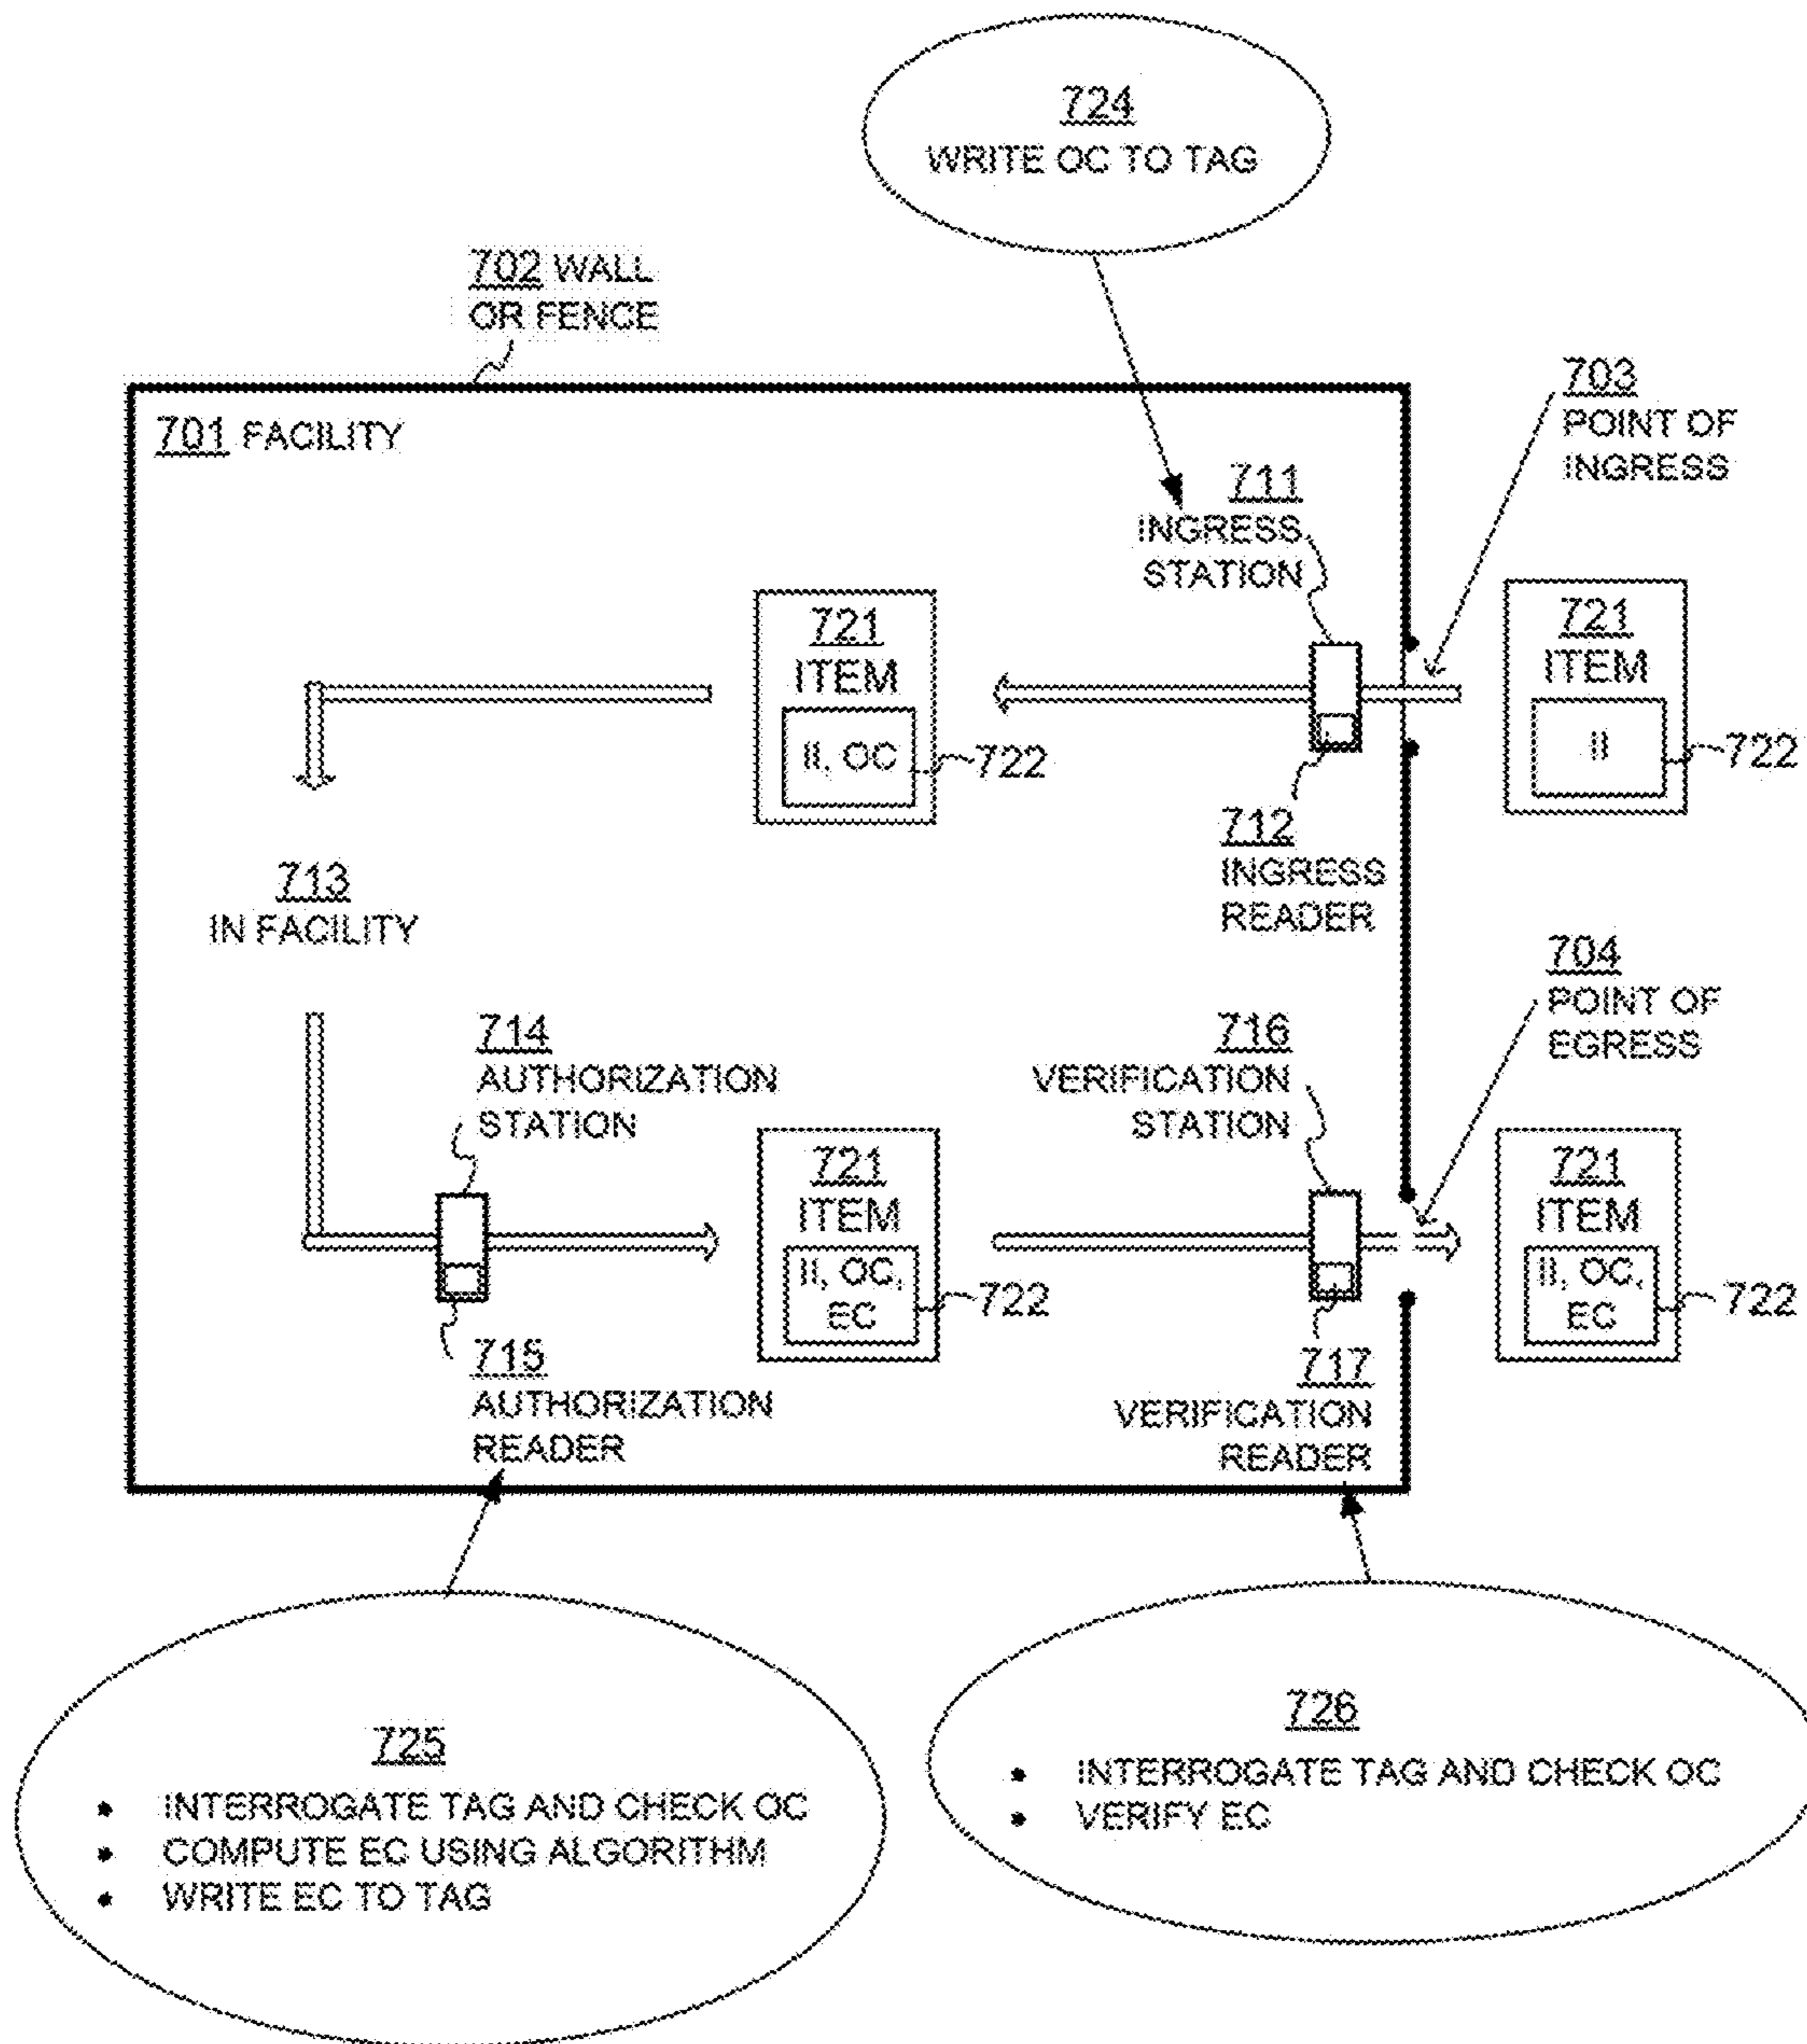 724
WRITE OC TO TAG
702 WALL
OR FENCE
701 FACILITY
703
POINT OF
INGRESS
711
INGRESS
STATION
721
ITEM
II, OC
722
721
ITEM
II
722
712
INGRESS
READER
713
IN FACILITY
704
POINT OF
EGRESS
714
AUTHORIZATION
STATION
716
VERIFICATION
STATION
721
ITEM
II, OC,
EC
722
721
ITEM
II, OC,
EC
722
715
AUTHORIZATION
READER
717
VERIFICATION
READER
725
• INTERROGATE TAG AND CHECK OC
• COMPUTE EC USING ALGORITHM
• WRITE EC TO TAG
726
• INTERROGATE TAG AND CHECK OC
• VERIFY EC